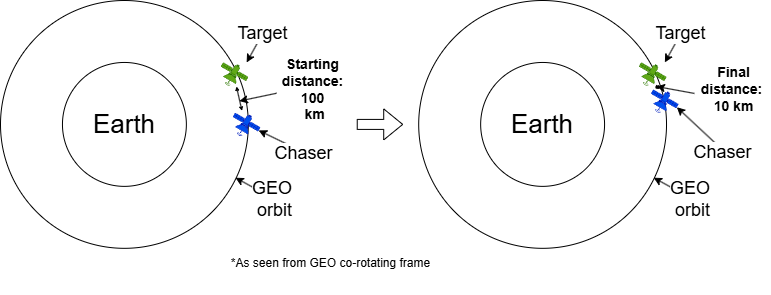 Target
Starting
distance:
100
km
Earth
Chaser
GEO
orbit
Target
Final
distance:
10 km
Earth
Chaser
GEO
orbit
*As seen from GEO co-rotating frame